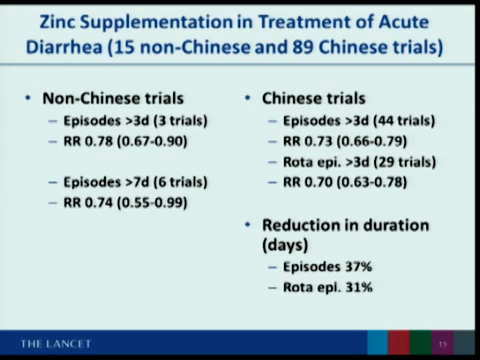 Zinc Supplementation in Treatment of Acute
Diarrhea (15 non-Chinese and 89 Chinese trials)
• Non-Chinese trials
– Episodes >3d (3 trials)
– RR 0.78 (0.67-0.90)
– Episodes >7d (6 trials)
– RR 0.74 (0.55-0.99)
• Chinese trials
– Episodes >3d (44 trials)
– RR 0.73 (0.66-0.79)
– Rota epi. >3d (29 trials)
– RR 0.70 (0.63-0.78)
• Reduction in duration
(days)
– Episodes 37%
– Rota epi. 31%
THE LANCET
15